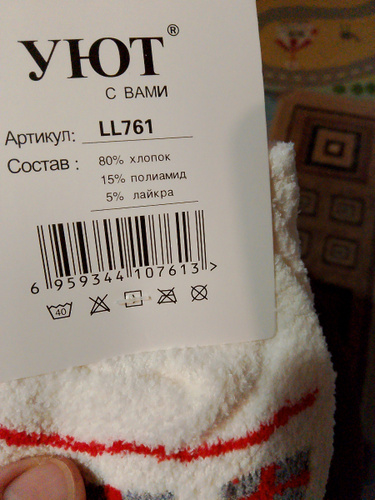 УЮТ®
С ВАМИ
Артикул: LL761
Состав : 80% хлопок
15% полиамид
5% лайкра
6 959344 107613 >
40